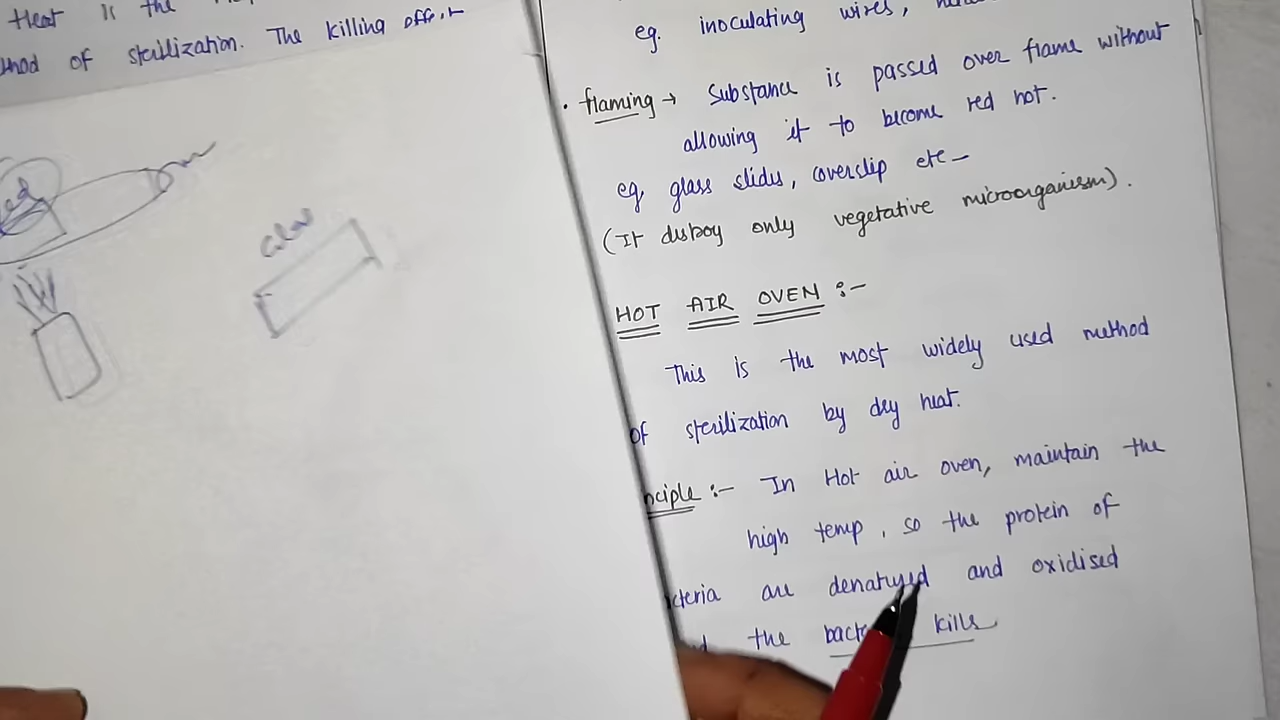 Heat is the
of sterilization. The killing effect
eg. inoculating wires,
. flaming → Substance is passed over flame without
allowing it to become red hot.
eg, glass slides, coverslip etc –
(It distroy only vegetative microorganism).
HOT AIR OVEN :–
This is the most widely used method
of sterilization by dry heat.
nciple :– In Hot air oven, maintain the
high temp, so the protein of
cteria are denatured and oxidised
the bacte kills